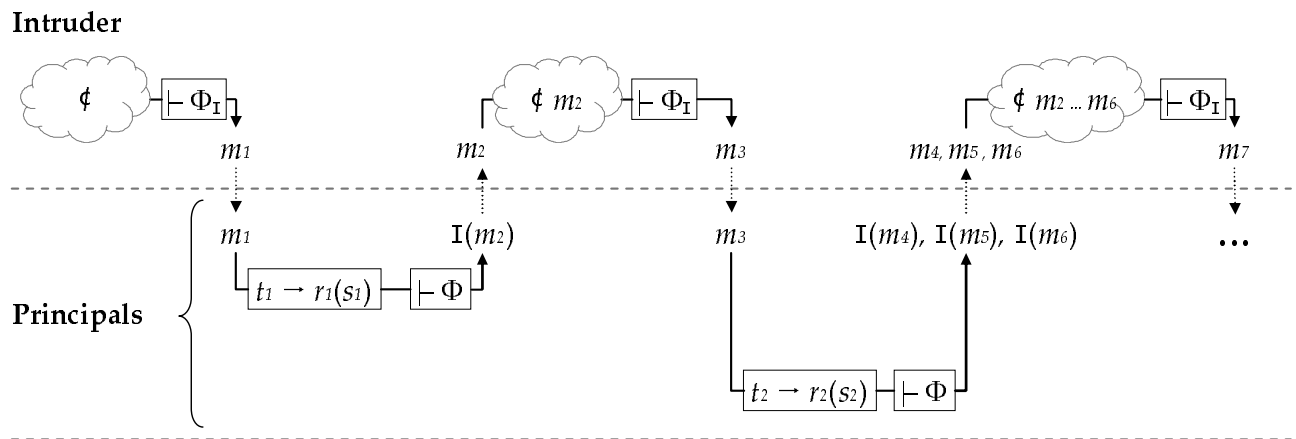 Intruder
¢ ⊢ Φ_I ¢ m₂ ⊢ Φ_I ¢ m₂ ... m₆ ⊢ Φ_I
m₁ m₂ m₃ m₄, m₅, m₆ m₇
m₁ I(m₂) m₃ I(m₄), I(m₅), I(m₆) ...
t₁ → r₁(s₁) ⊢ Φ
Principals
t₂ → r₂(s₂) ⊢ Φ